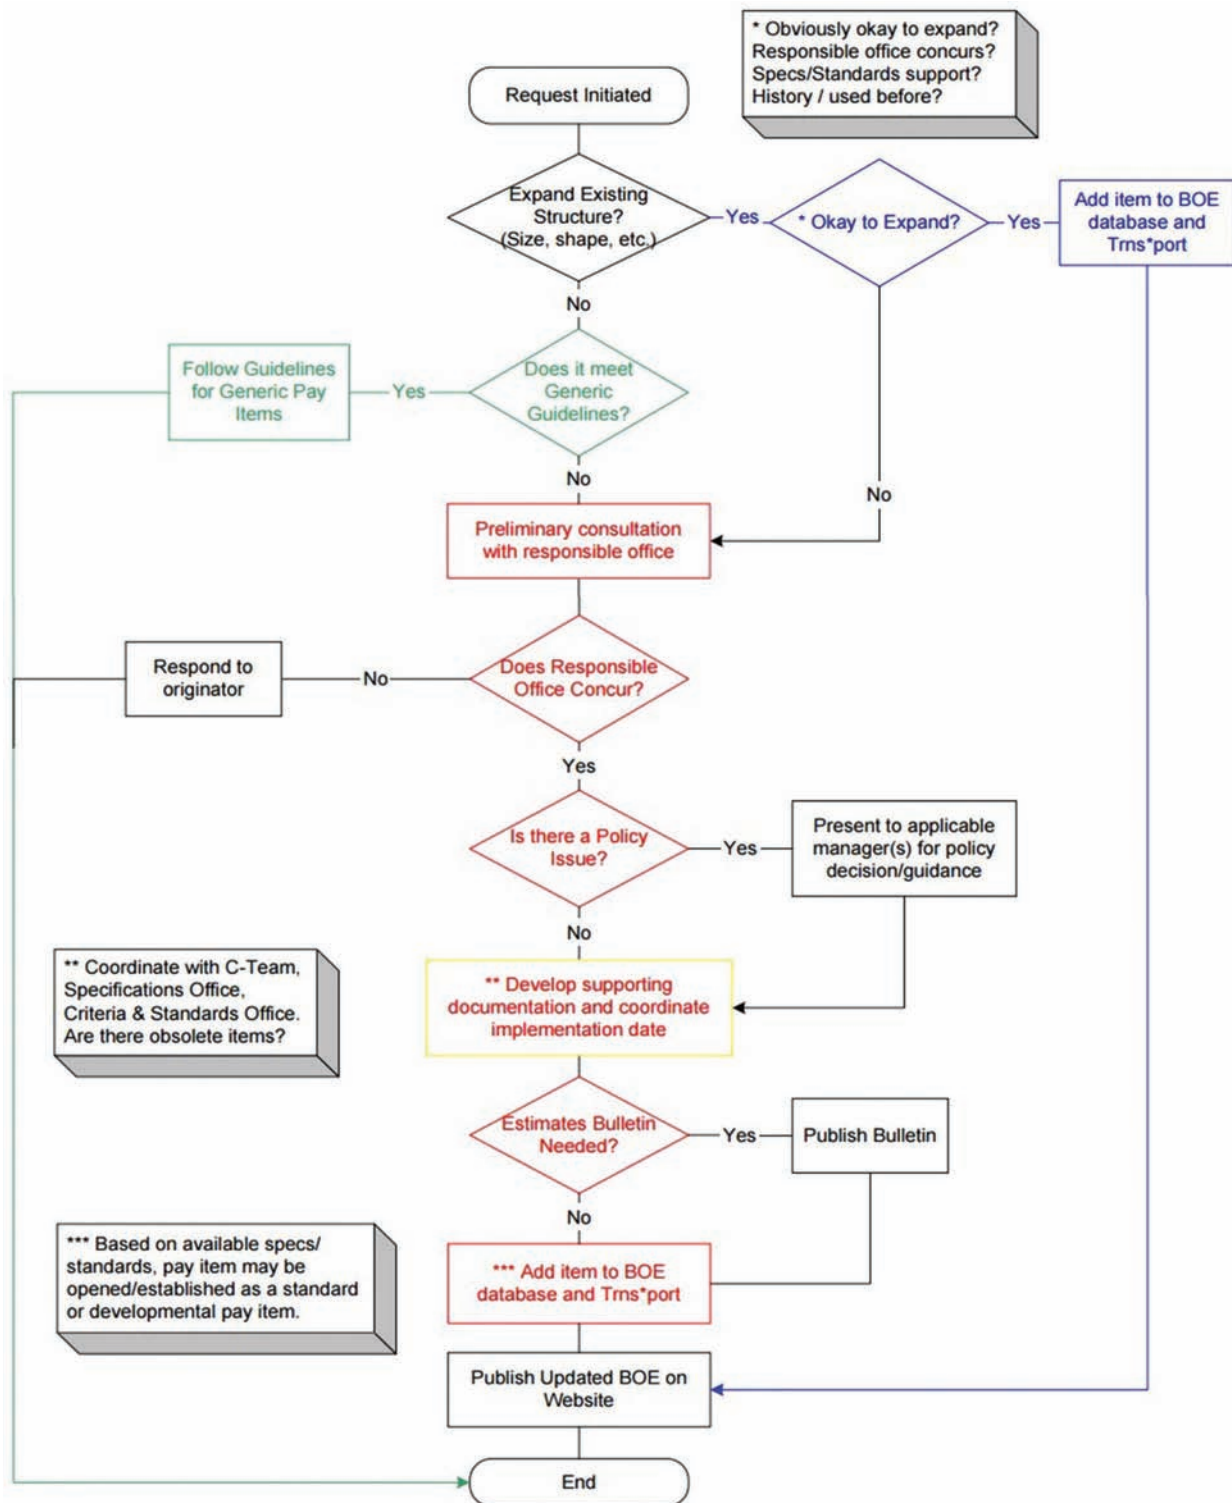 * Obviously okay to expand?
Responsible office concurs?
Specs/Standards support?
History / used before?
Request Initiated
Expand Existing
Structure?
(Size, shape, etc.)
Yes
* Okay to Expand?
Yes
Add item to BOE
database and
Trns*port
No
Follow Guidelines
for Generic Pay
Items
Yes
Does it meet
Generic
Guidelines?
No
No
Preliminary consultation
with responsible office
Respond to
originator
No
Does Responsible
Office Concur?
Yes
Is there a Policy
Issue?
Yes
Present to applicable
manager(s) for policy
decision/guidance
No
** Coordinate with C-Team,
Specifications Office,
Criteria & Standards Office.
Are there obsolete items?
** Develop supporting
documentation and coordinate
implementation date
Estimates Bulletin
Needed?
Yes
Publish Bulletin
No
*** Based on available specs/
standards, pay item may be
opened/established as a standard
or developmental pay item.
*** Add item to BOE
database and Trns*port
Publish Updated BOE on
Website
End